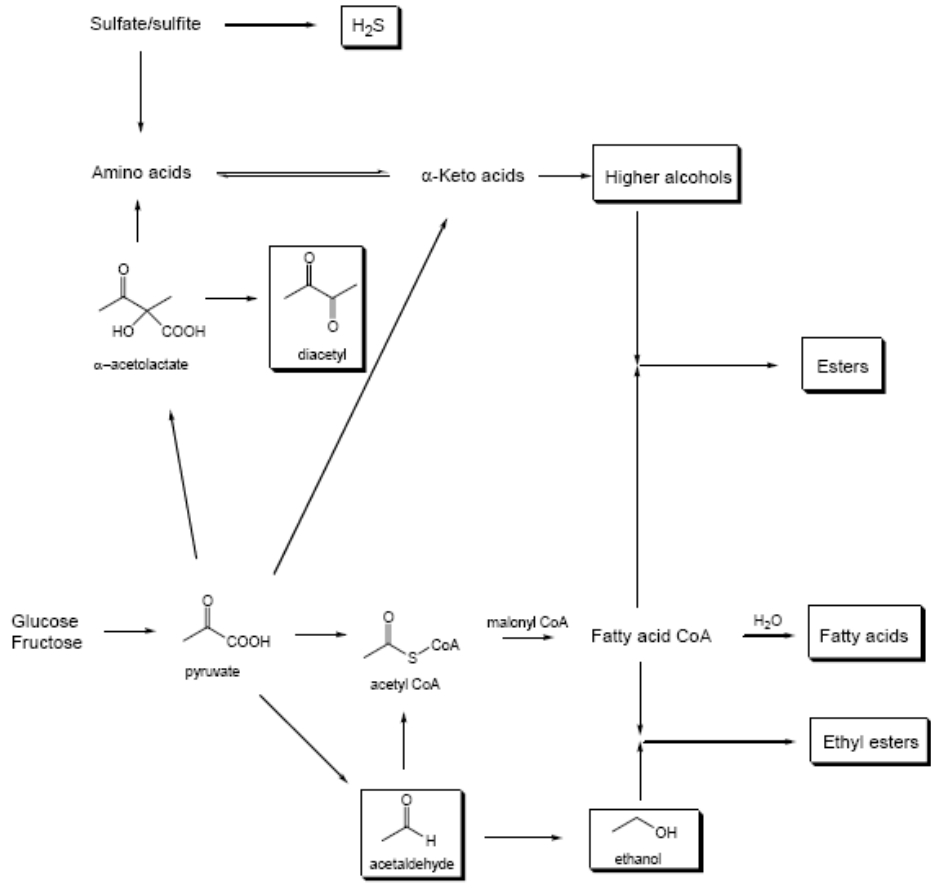 Sulfate/sulfite
H₂S
Amino acids
α-Keto acids
Higher alcohols
O
HO
COOH
α–acetolactate
O
O
diacetyl
Esters
Glucose
Fructose
O
COOH
pyruvate
O
S
CoA
acetyl CoA
malonyl CoA
Fatty acid CoA
H₂O
Fatty acids
Ethyl esters
O
H
acetaldehyde
OH
ethanol